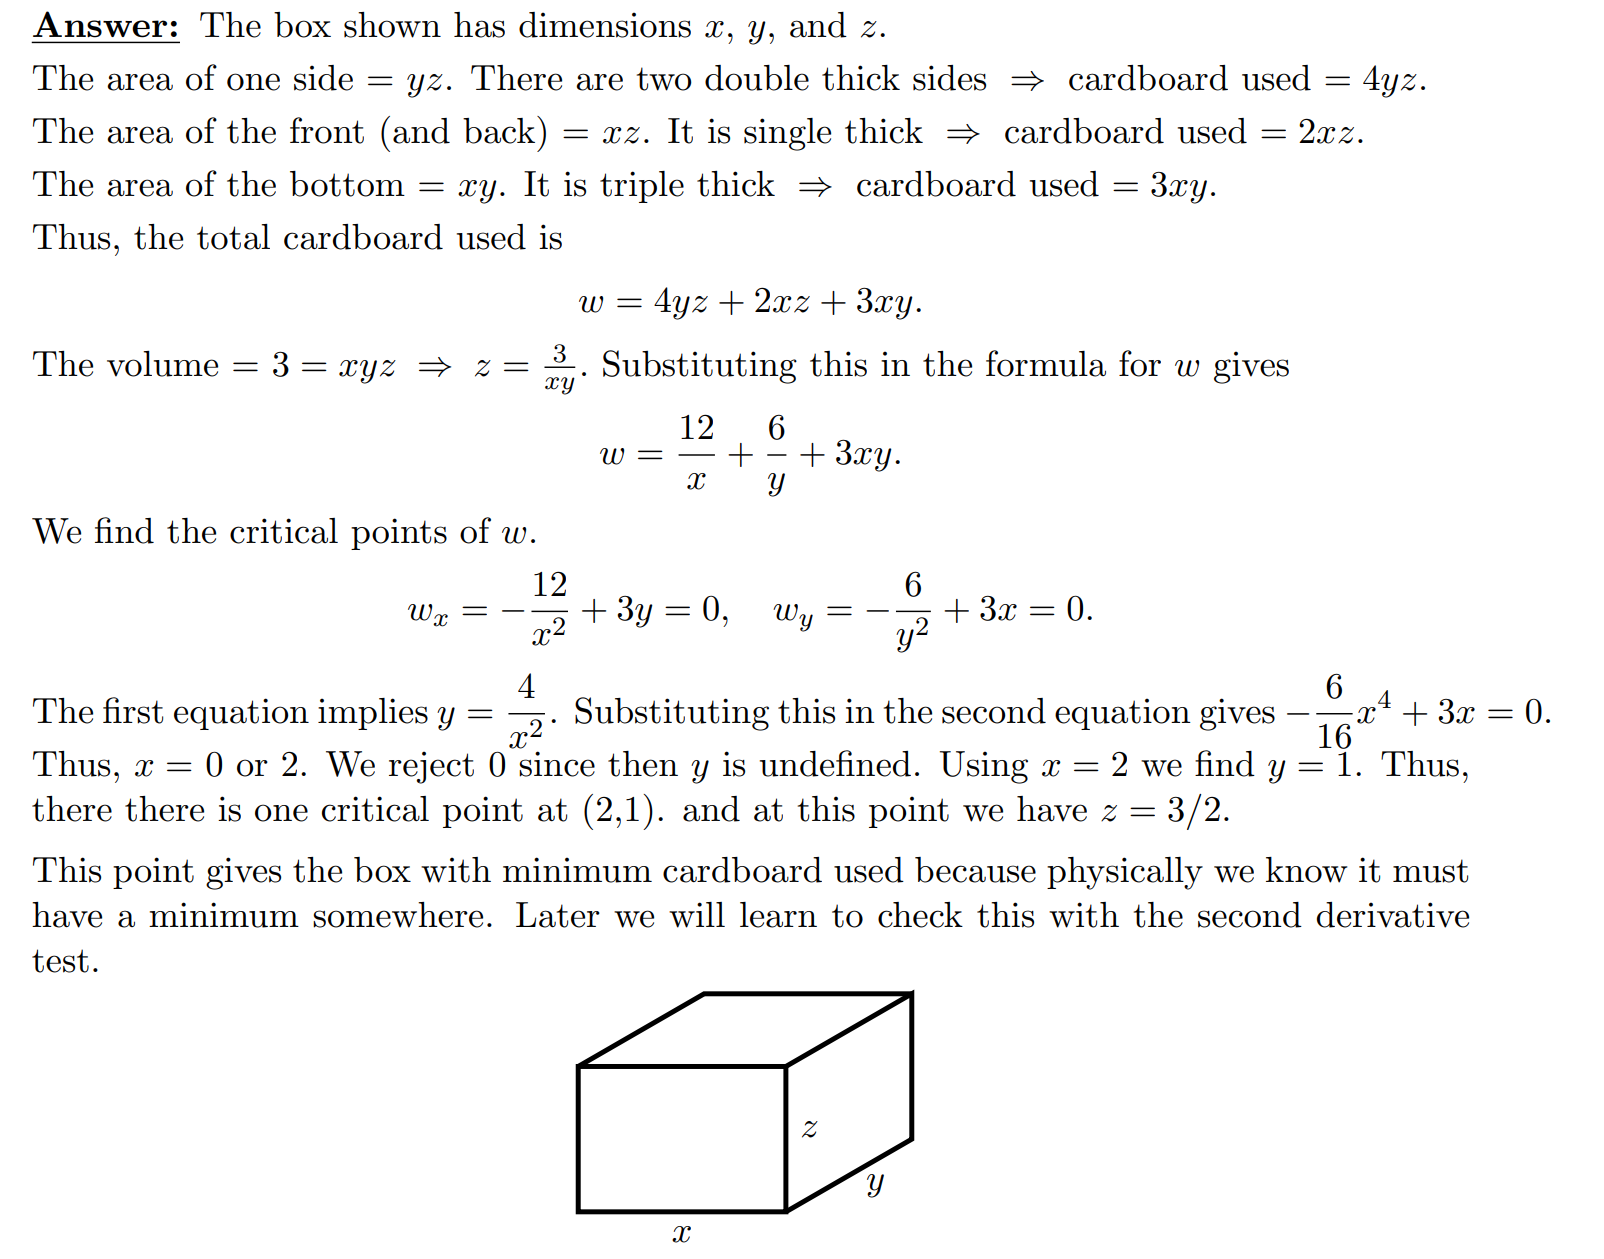 Answer: The box shown has dimensions x, y, and z.
The area of one side = yz. There are two double thick sides ⇒ cardboard used = 4yz.
The area of the front (and back) = xz. It is single thick ⇒ cardboard used = 2xz.
The area of the bottom = xy. It is triple thick ⇒ cardboard used = 3xy.
Thus, the total cardboard used is
w = 4yz + 2xz + 3xy.
The volume = 3 = xyz ⇒ z = \frac{3}{xy}. Substituting this in the formula for w gives
w = \frac{12}{x} + \frac{6}{y} + 3xy.
We find the critical points of w.
w_x = −\frac{12}{x^2} + 3y = 0, w_y = −\frac{6}{y^2} + 3x = 0.
The first equation implies y = \frac{4}{x^2}. Substituting this in the second equation gives −\frac{6}{16}x^4 + 3x = 0.
Thus, x = 0 or 2. We reject 0 since then y is undefined. Using x = 2 we find y = 1. Thus,
there there is one critical point at (2,1). and at this point we have z = 3/2.
This point gives the box with minimum cardboard used because physically we know it must
have a minimum somewhere. Later we will learn to check this with the second derivative
test.
z
y
x